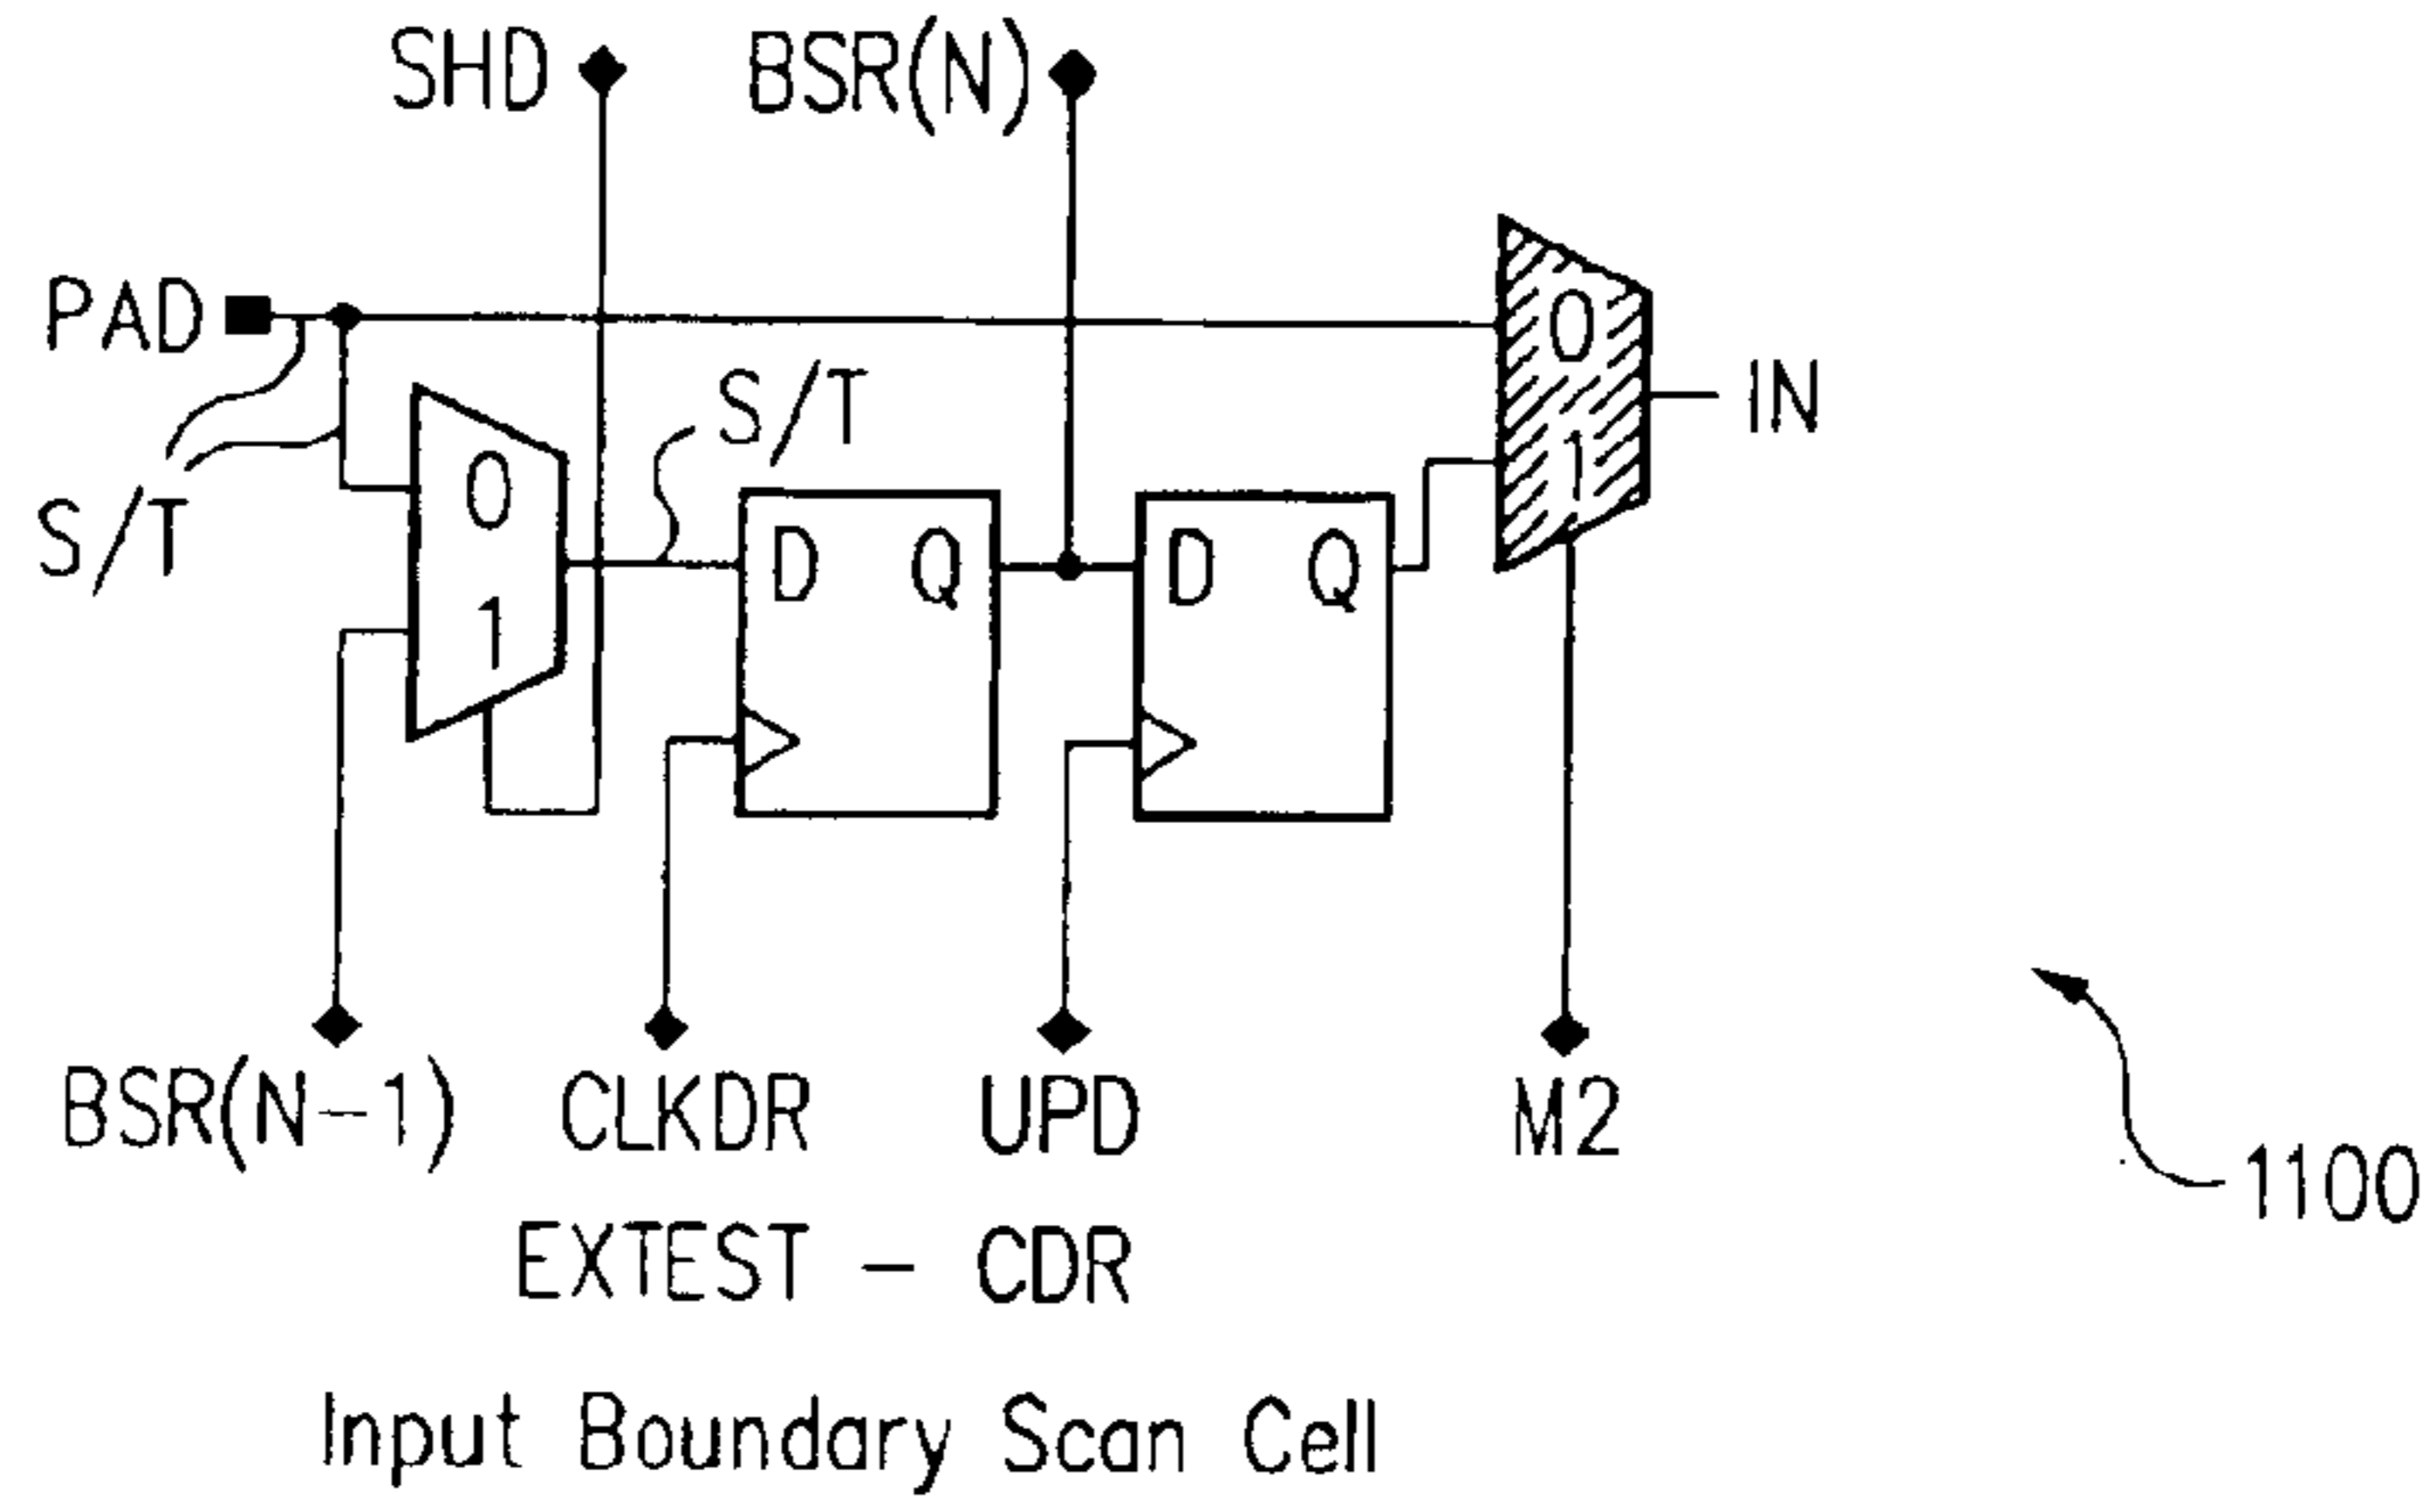 SHD
BSR(N)
PAD
0
IN
S/T
1
S/T
0
1
D Q
D Q
BSR(N-1)
CLKDR
UPD
M2
1100
EXTEST - CDR
Input Boundary Scan Cell